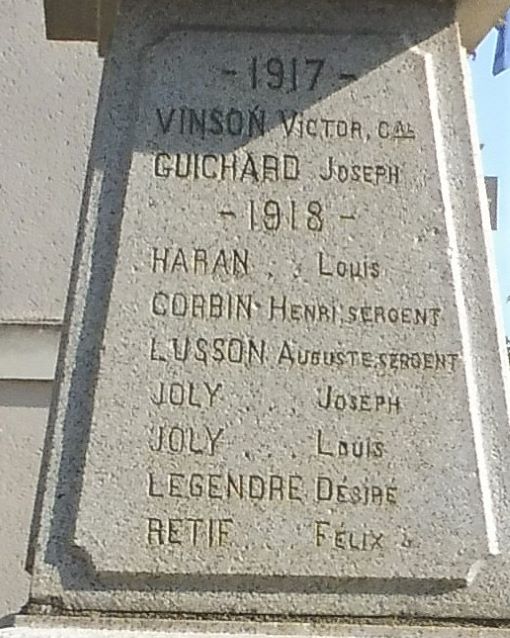 - 1917 -
VINSON VICTOR, CAL
GUICHARD JOSEPH
- 1918 -
HARAN . . LOUIS
CORBIN HENRI, SERGENT
LUSSON AUGUSTE, SERGENT
JOLY . . . JOSEPH
JOLY . . . LOUIS
LEGENDRE DÉSIRÉ
RETIF . . . FÉLIX